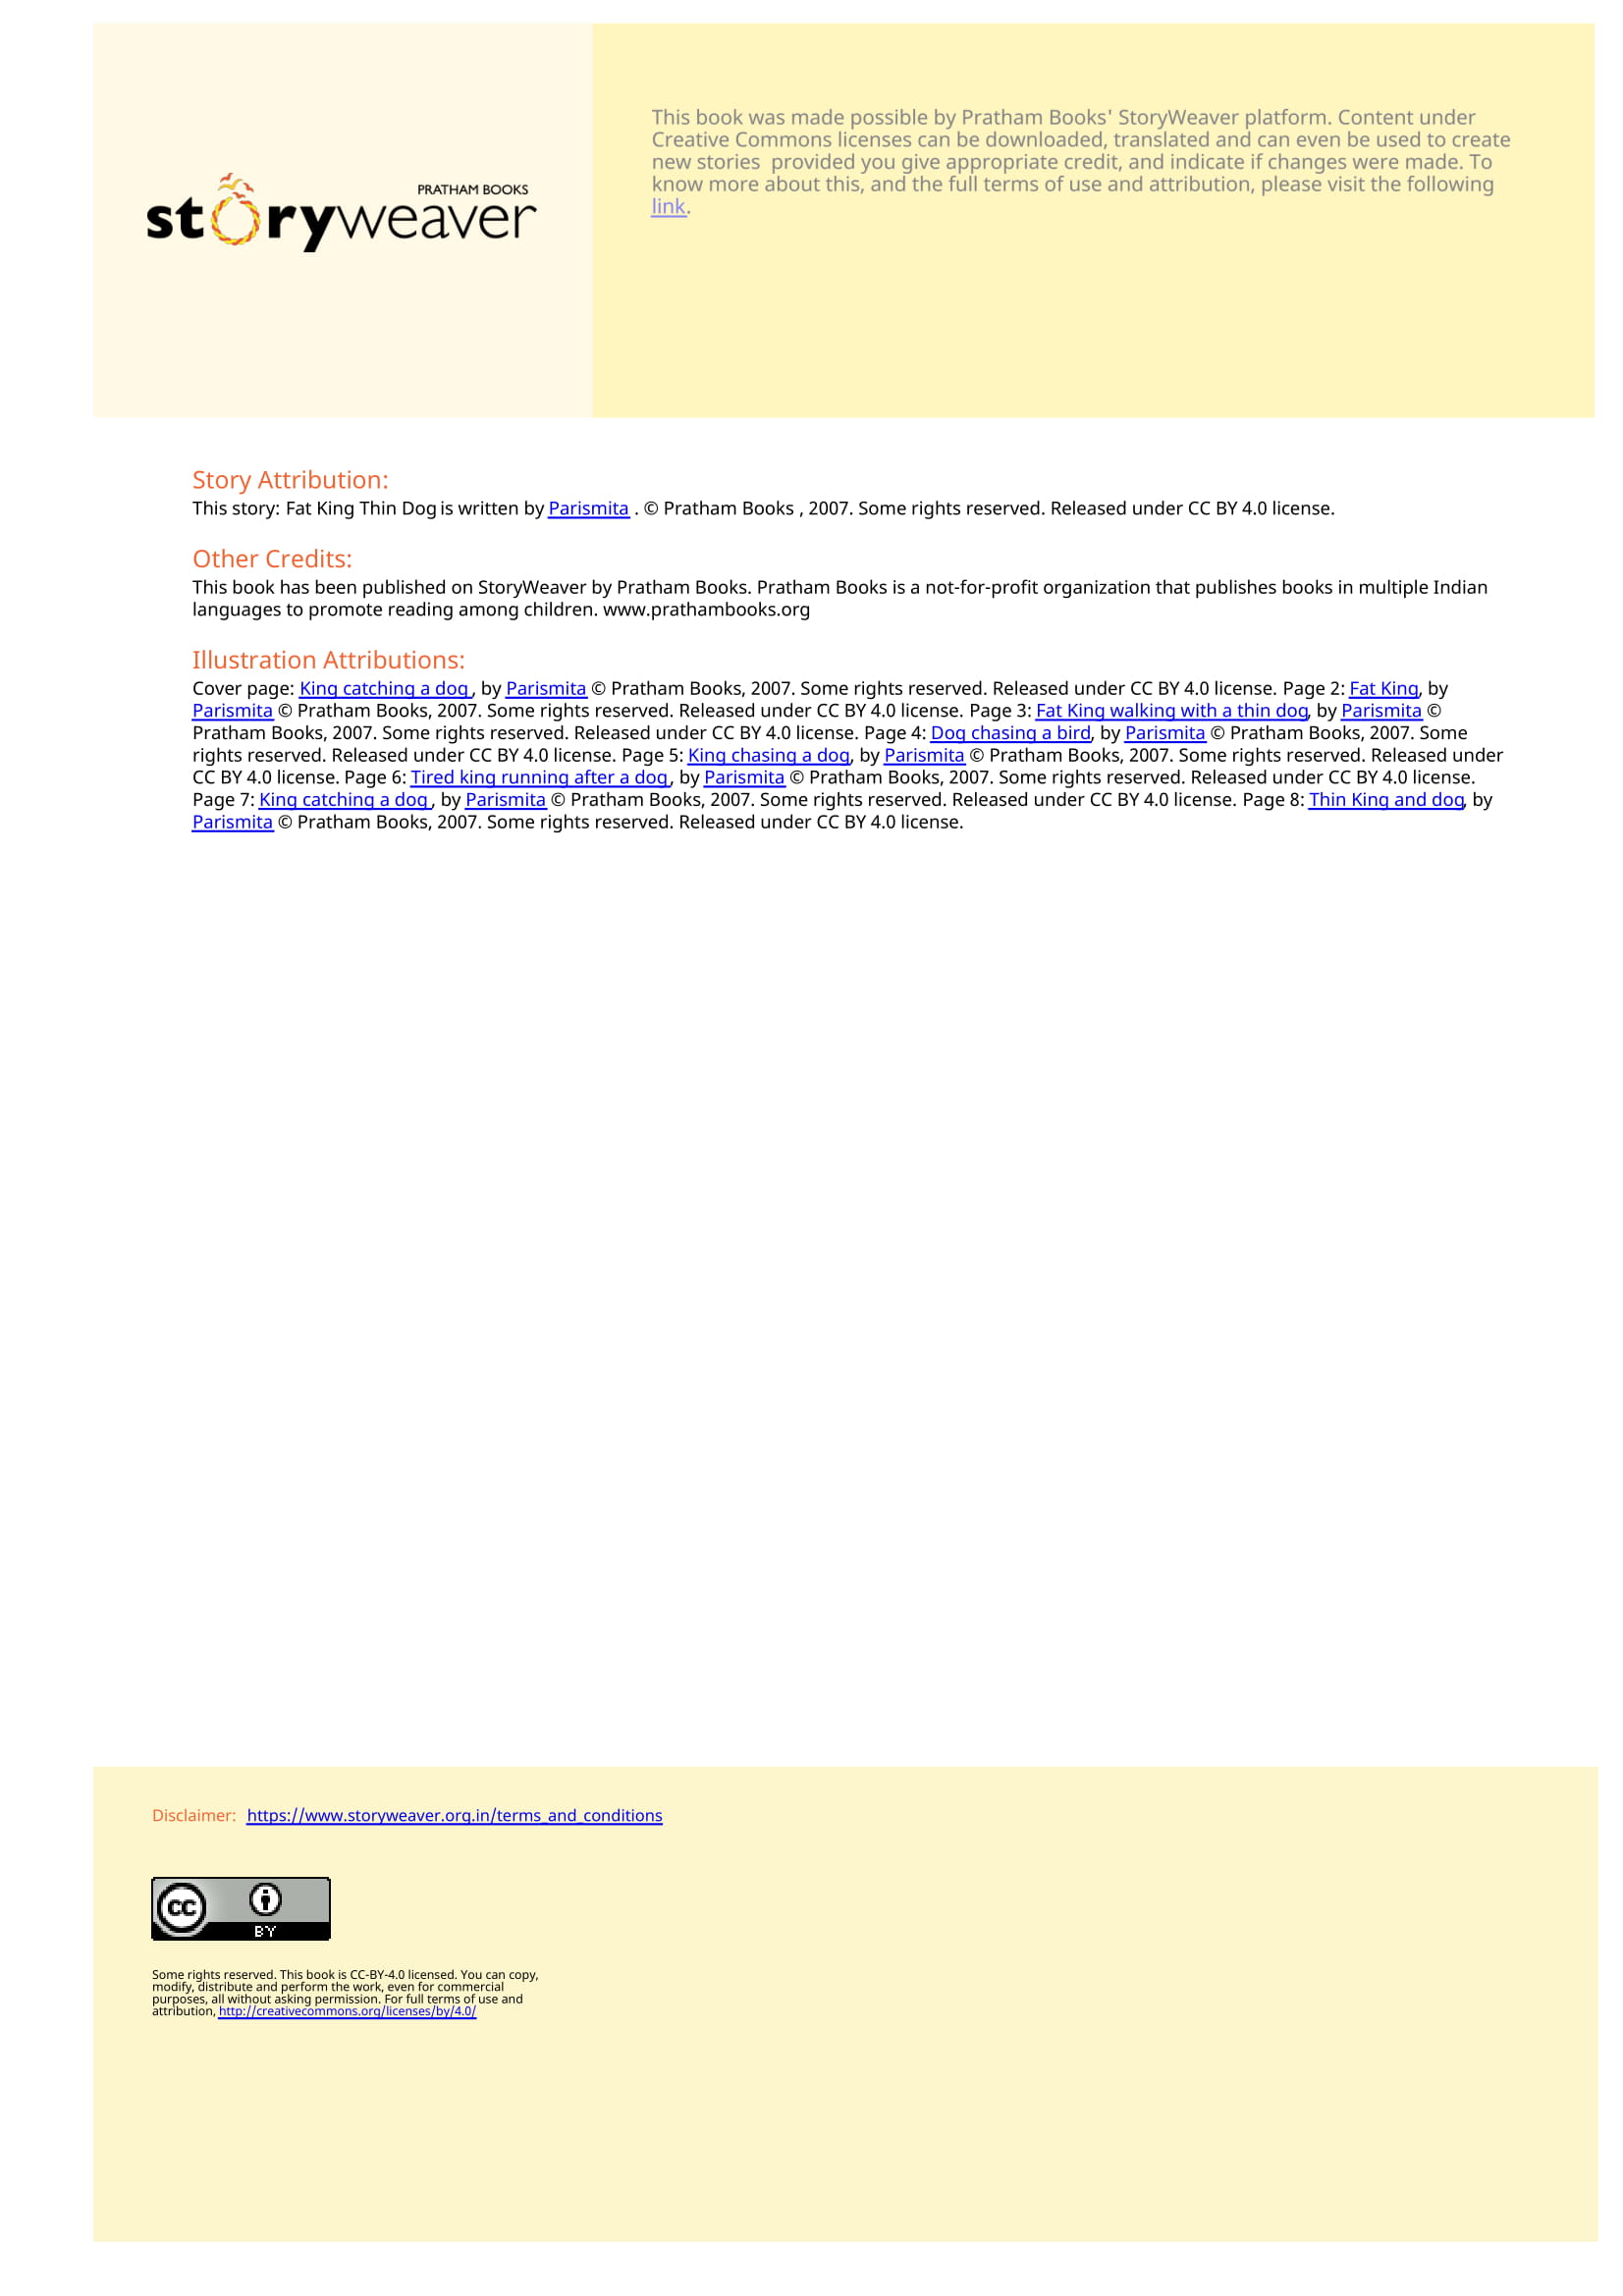 PRATHAM BOOKS
storyweaver
This book was made possible by Pratham Books' StoryWeaver platform. Content under
Creative Commons licenses can be downloaded, translated and can even be used to create
new stories provided you give appropriate credit, and indicate if changes were made. To
know more about this, and the full terms of use and attribution, please visit the following
link.
Story Attribution:
This story: Fat King Thin Dog is written by Parismita . © Pratham Books , 2007. Some rights reserved. Released under CC BY 4.0 license.
Other Credits:
This book has been published on StoryWeaver by Pratham Books. Pratham Books is a not-for-profit organization that publishes books in multiple Indian
languages to promote reading among children. www.prathambooks.org
Illustration Attributions:
Cover page: King catching a dog , by Parismita © Pratham Books, 2007. Some rights reserved. Released under CC BY 4.0 license. Page 2: Fat King, by
Parismita © Pratham Books, 2007. Some rights reserved. Released under CC BY 4.0 license. Page 3: Fat King walking with a thin dog, by Parismita ©
Pratham Books, 2007. Some rights reserved. Released under CC BY 4.0 license. Page 4: Dog chasing a bird, by Parismita © Pratham Books, 2007. Some
rights reserved. Released under CC BY 4.0 license. Page 5: King chasing a dog, by Parismita © Pratham Books, 2007. Some rights reserved. Released under
CC BY 4.0 license. Page 6: Tired king running after a dog , by Parismita © Pratham Books, 2007. Some rights reserved. Released under CC BY 4.0 license.
Page 7: King catching a dog , by Parismita © Pratham Books, 2007. Some rights reserved. Released under CC BY 4.0 license. Page 8: Thin King and dog, by
Parismita © Pratham Books, 2007. Some rights reserved. Released under CC BY 4.0 license.
Disclaimer: https://www.storyweaver.org.in/terms_and_conditions
CC
BY
Some rights reserved. This book is CC-BY-4.0 licensed. You can copy,
modify, distribute and perform the work, even for commercial
purposes, all without asking permission. For full terms of use and
attribution, http://creativecommons.org/licenses/by/4.0/